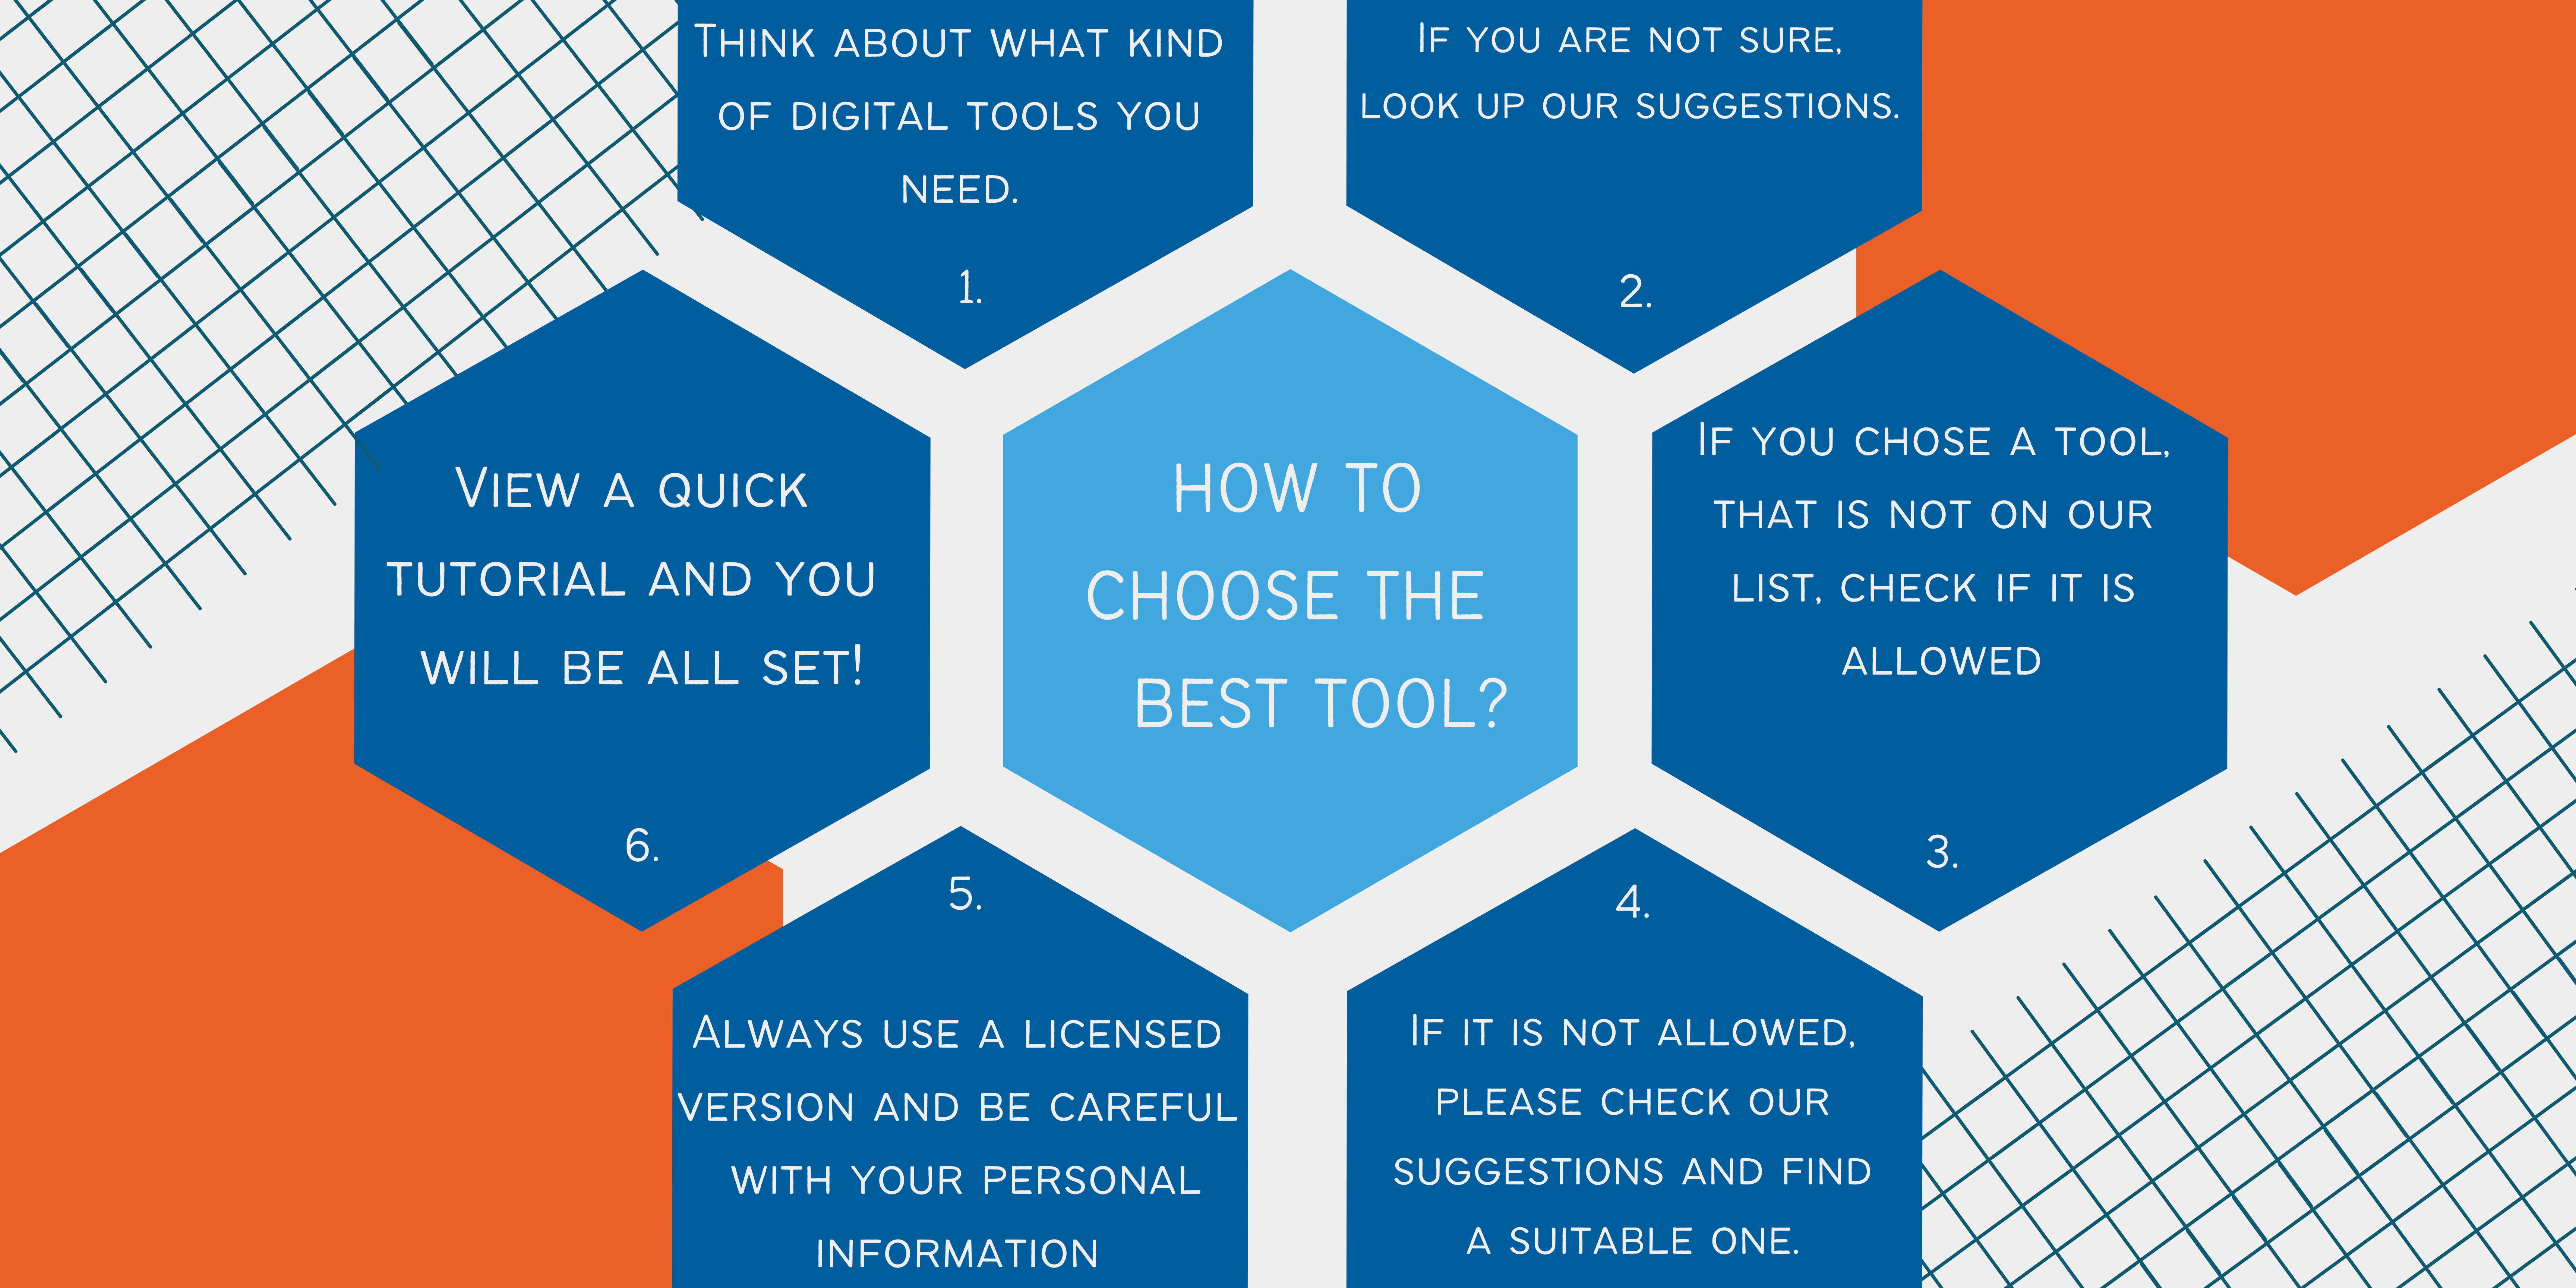 Think about what kind
of digital tools you
need.
1.
If you are not sure,
look up our suggestions.
2.
If you chose a tool,
that is not on our
list, check if it is
allowed
3.
4.
If it is not allowed,
please check our
suggestions and find
a suitable one.
5.
Always use a licensed
version and be careful
with your personal
information
View a quick
tutorial and you
will be all set!
6.
HOW TO
CHOOSE THE
BEST TOOL?